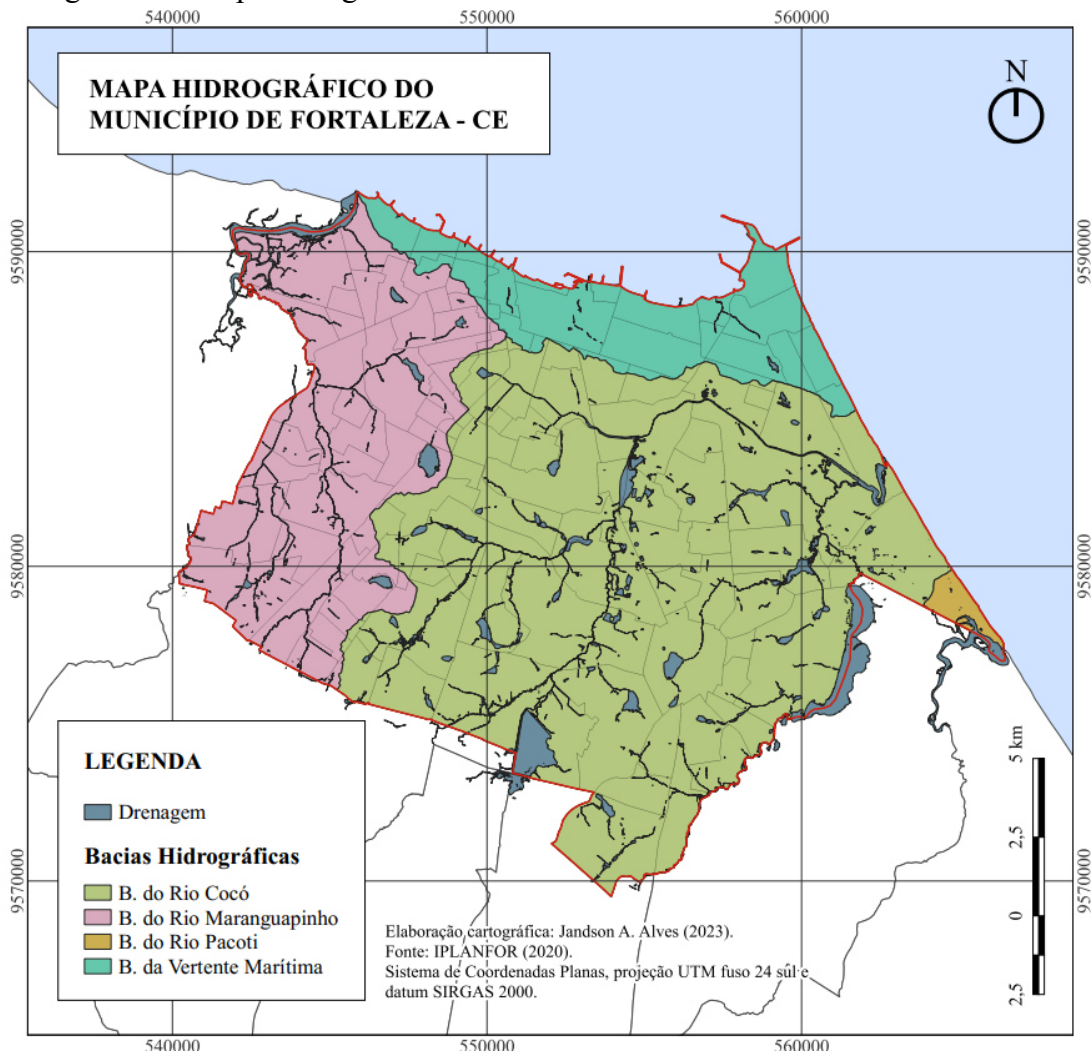 540000
550000
560000
MAPA HIDROGRÁFICO DO
MUNICÍPIO DE FORTALEZA - CE
N
9590000
9590000
9580000
9580000
9570000
9570000
LEGENDA
Drenagem
Bacias Hidrográficas
B. do Rio Cocó
B. do Rio Maranguapinho
B. do Rio Pacoti
B. da Vertente Marítima
Elaboração cartográfica: Jandson A. Alves (2023).
Fonte: IPLANFOR (2020).
Sistema de Coordenadas Planas, projeção UTM fuso 24 sul e
datum SIRGAS 2000.
5 km
2,5
0
2,5
540000
550000
560000